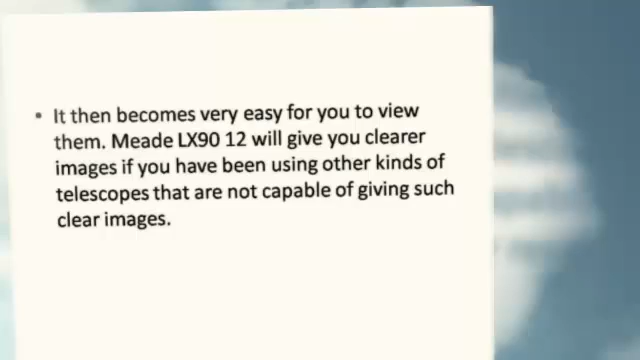 • It then becomes very easy for you to view
them. Meade LX90 12 will give you clearer
images if you have been using other kinds of
telescopes that are not capable of giving such
clear images.